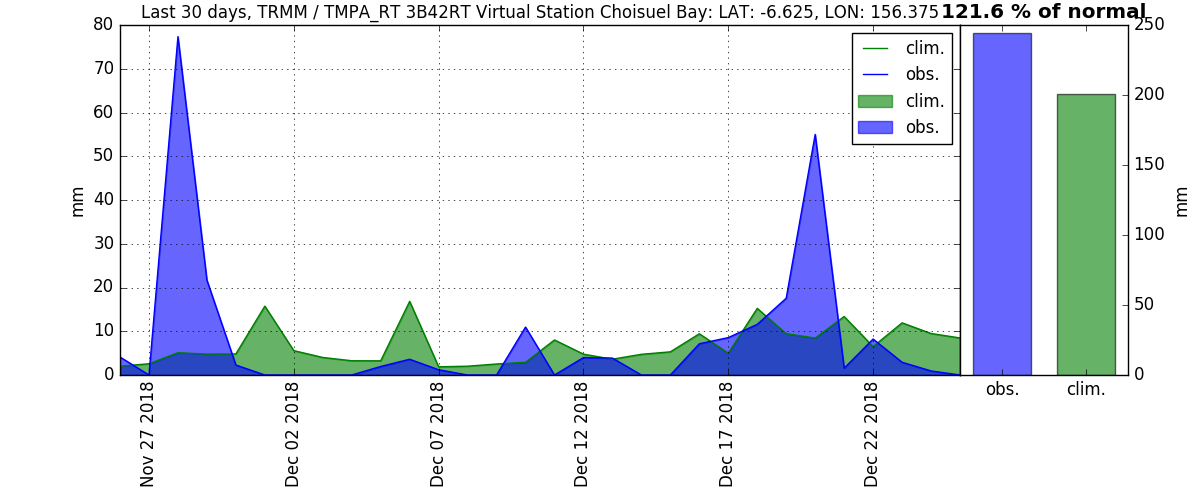 Last 30 days, TRMM / TMPA_RT 3B42RT Virtual Station Choisuel Bay: LAT: -6.625, LON: 156.375
121.6 % of normal
80
70
60
50
40
30
20
10
0
mm
clim.
obs.
clim.
obs.
250
200
150
100
50
0
mm
Nov 27 2018
Dec 02 2018
Dec 07 2018
Dec 12 2018
Dec 17 2018
Dec 22 2018
obs.
clim.